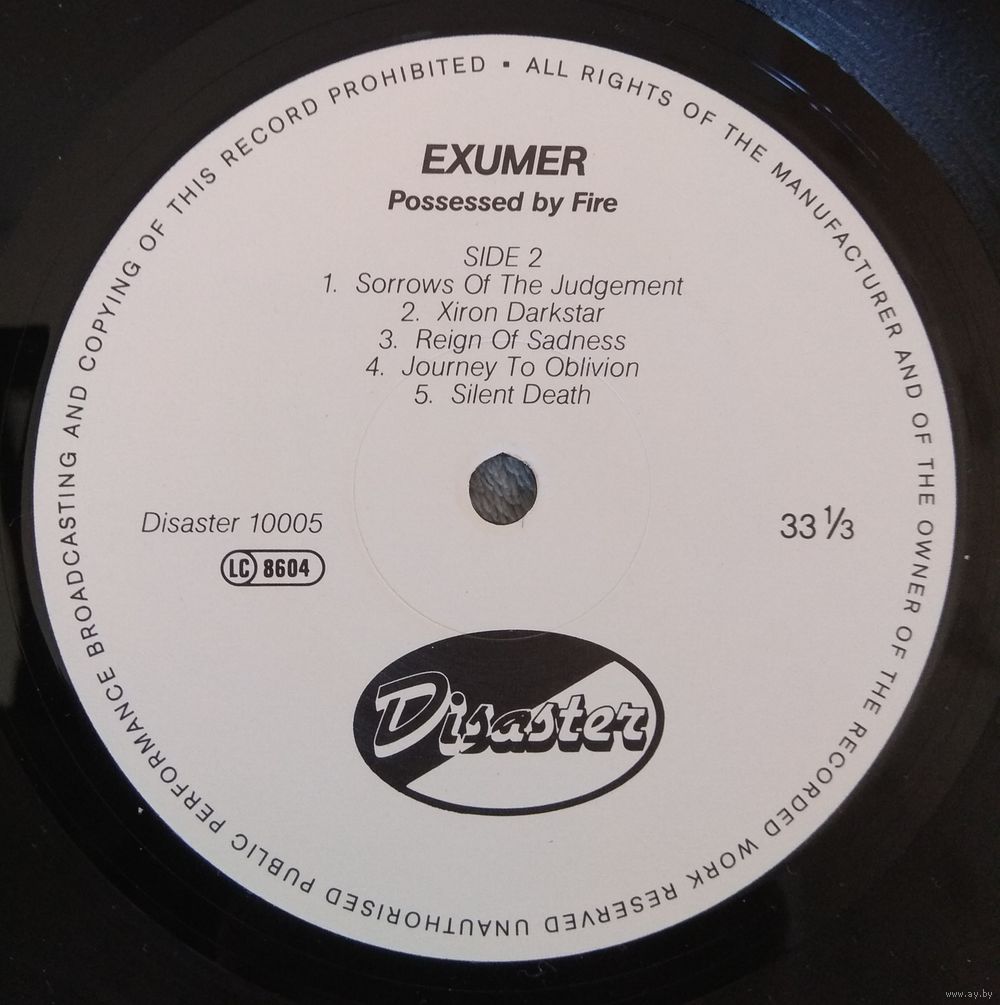 BROADCASTING AND COPYING OF THIS RECORD PROHIBITED ▪ ALL RIGHTS OF THE MANUFACTURER AND OF THE OWNER OF THE RECORDED WORK RESERVED UNAUTHORISED PUBLIC PERFORMANCE
EXUMER
Possessed by Fire
SIDE 2
1. Sorrows Of The Judgement
2. Xiron Darkstar
3. Reign Of Sadness
4. Journey To Oblivion
5. Silent Death
Disaster 10005
LC 8604
33 ⅓
Disaster
www.ay.by